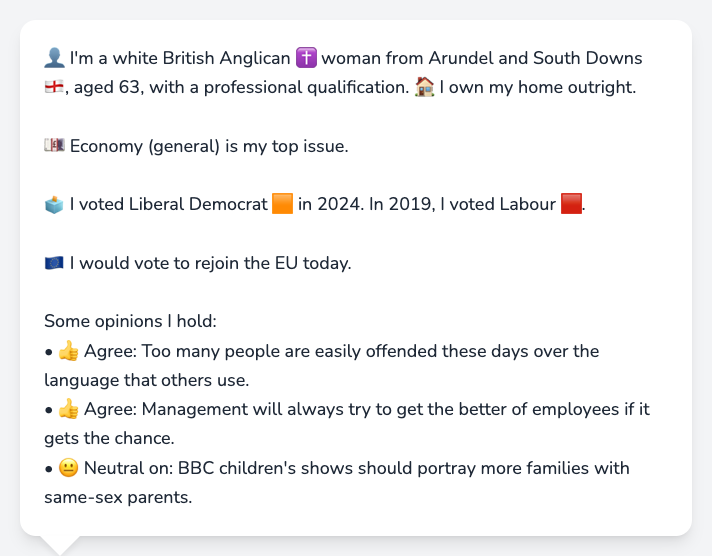 👤 I'm a white British Anglican ✝️ woman from Arundel and South Downs
🏴󠁧󠁢󠁥󠁮󠁧󠁿, aged 63, with a professional qualification. 🏠 I own my home outright.
💷 Economy (general) is my top issue.
🗳️ I voted Liberal Democrat 🟧 in 2024. In 2019, I voted Labour 🟥.
🇪🇺 I would vote to rejoin the EU today.
Some opinions I hold:
• 👍 Agree: Too many people are easily offended these days over the
language that others use.
• 👍 Agree: Management will always try to get the better of employees if it
gets the chance.
• 😐 Neutral on: BBC children's shows should portray more families with
same-sex parents.